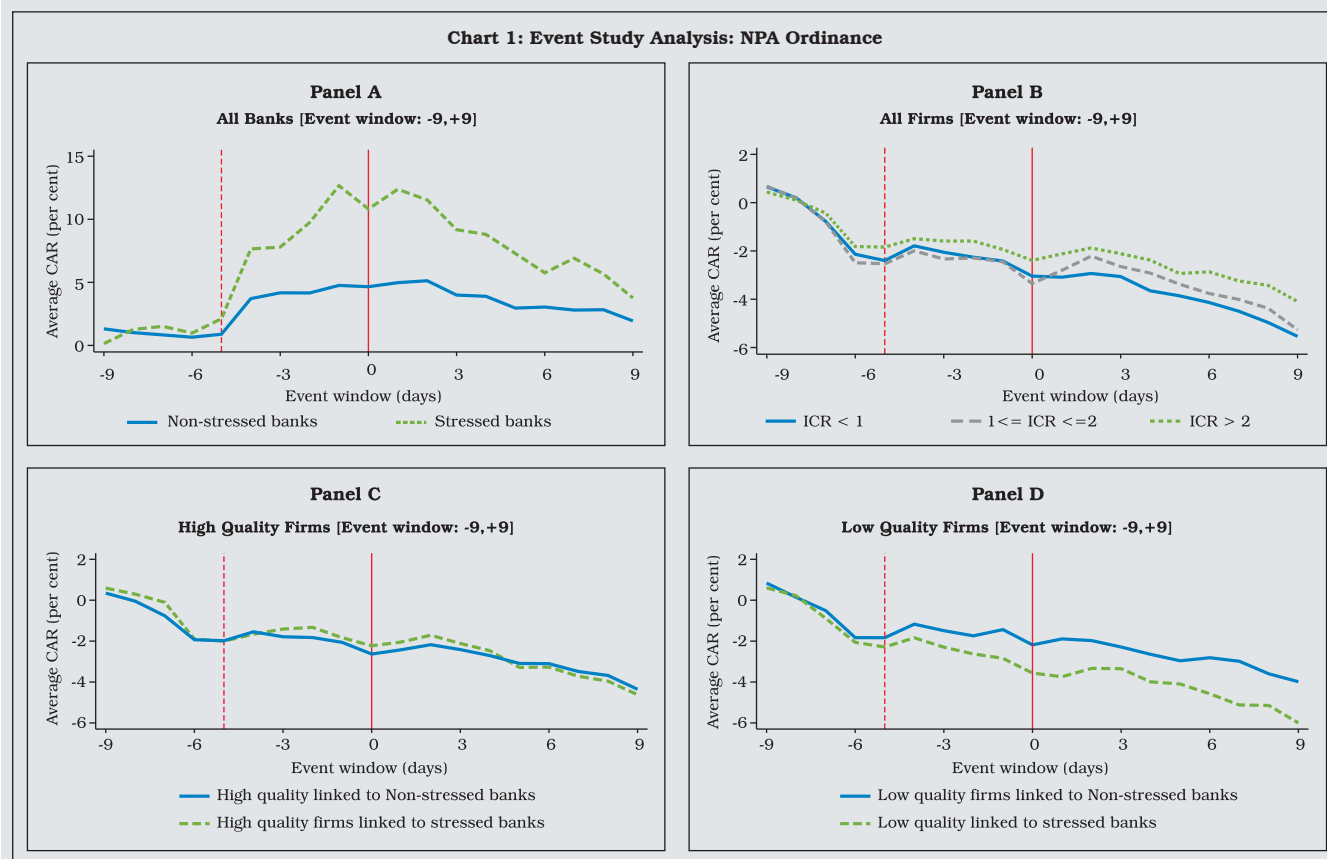 Chart 1: Event Study Analysis: NPA Ordinance
Panel A
All Banks [Event window: -9,+9]
Average CAR (per cent)
15
10
5
0
-9 -6 -3 0 3 6 9
Event window (days)
Non-stressed banks Stressed banks
Panel B
All Firms [Event window: -9,+9]
Average CAR (per cent)
2
0
-2
-4
-6
-9 -6 -3 0 3 6 9
Event window (days)
ICR < 1 1<= ICR <=2 ICR > 2
Panel C
High Quality Firms [Event window: -9,+9]
Average CAR (per cent)
2
0
-2
-4
-6
-9 -6 -3 0 3 6 9
Event window (days)
High quality linked to Non-stressed banks
High quality firms linked to stressed banks
Panel D
Low Quality Firms [Event window: -9,+9]
Average CAR (per cent)
2
0
-2
-4
-6
-9 -6 -3 0 3 6 9
Event window (days)
Low quality firms linked to Non-stressed banks
Low quality linked to stressed banks